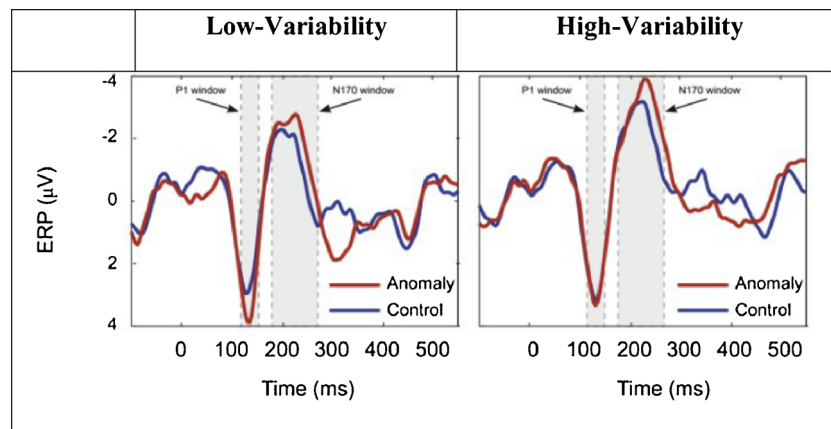 Low-Variability High-Variability
P1 window N170 window P1 window N170 window
-4
-2
0
2
4
ERP (μV)
Anomaly Anomaly
Control Control
0 100 200 300 400 500 0 100 200 300 400 500
Time (ms) Time (ms)